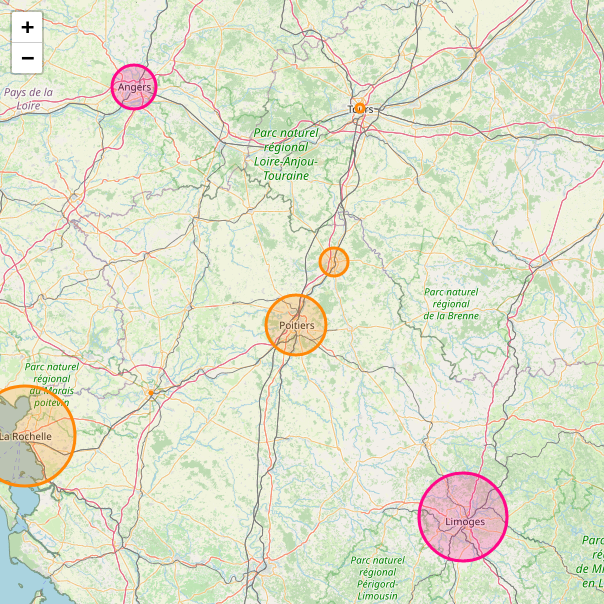 +
−
Angers
Pays de la
Loire
Tours
Parc naturel
régional
Loire-Anjou-
Touraine
Parc naturel
régional
de la Brenne
Poitiers
Parc naturel
régional
du Marais
poitevin
La Rochelle
Limoges
Parc
de Mi
en L
Parc naturel
régional
Périgord-
Limousin